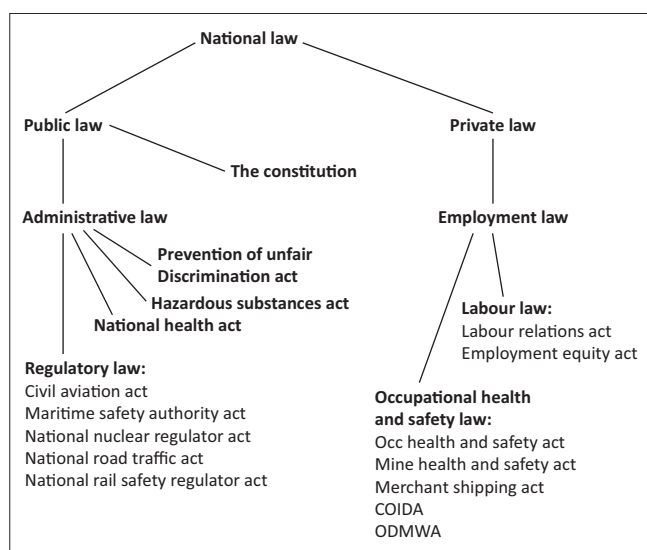 National law
Public law
Private law
The constitution
Administrative law
Employment law
Prevention of unfair
Discrimination act
Hazardous substances act
National health act
Labour law:
Labour relations act
Employment equity act
Regulatory law:
Civil aviation act
Maritime safety authority act
National nuclear regulator act
National road traffic act
National rail safety regulator act
Occupational health
and safety law:
Occ health and safety act
Mine health and safety act
Merchant shipping act
COIDA
ODMWA